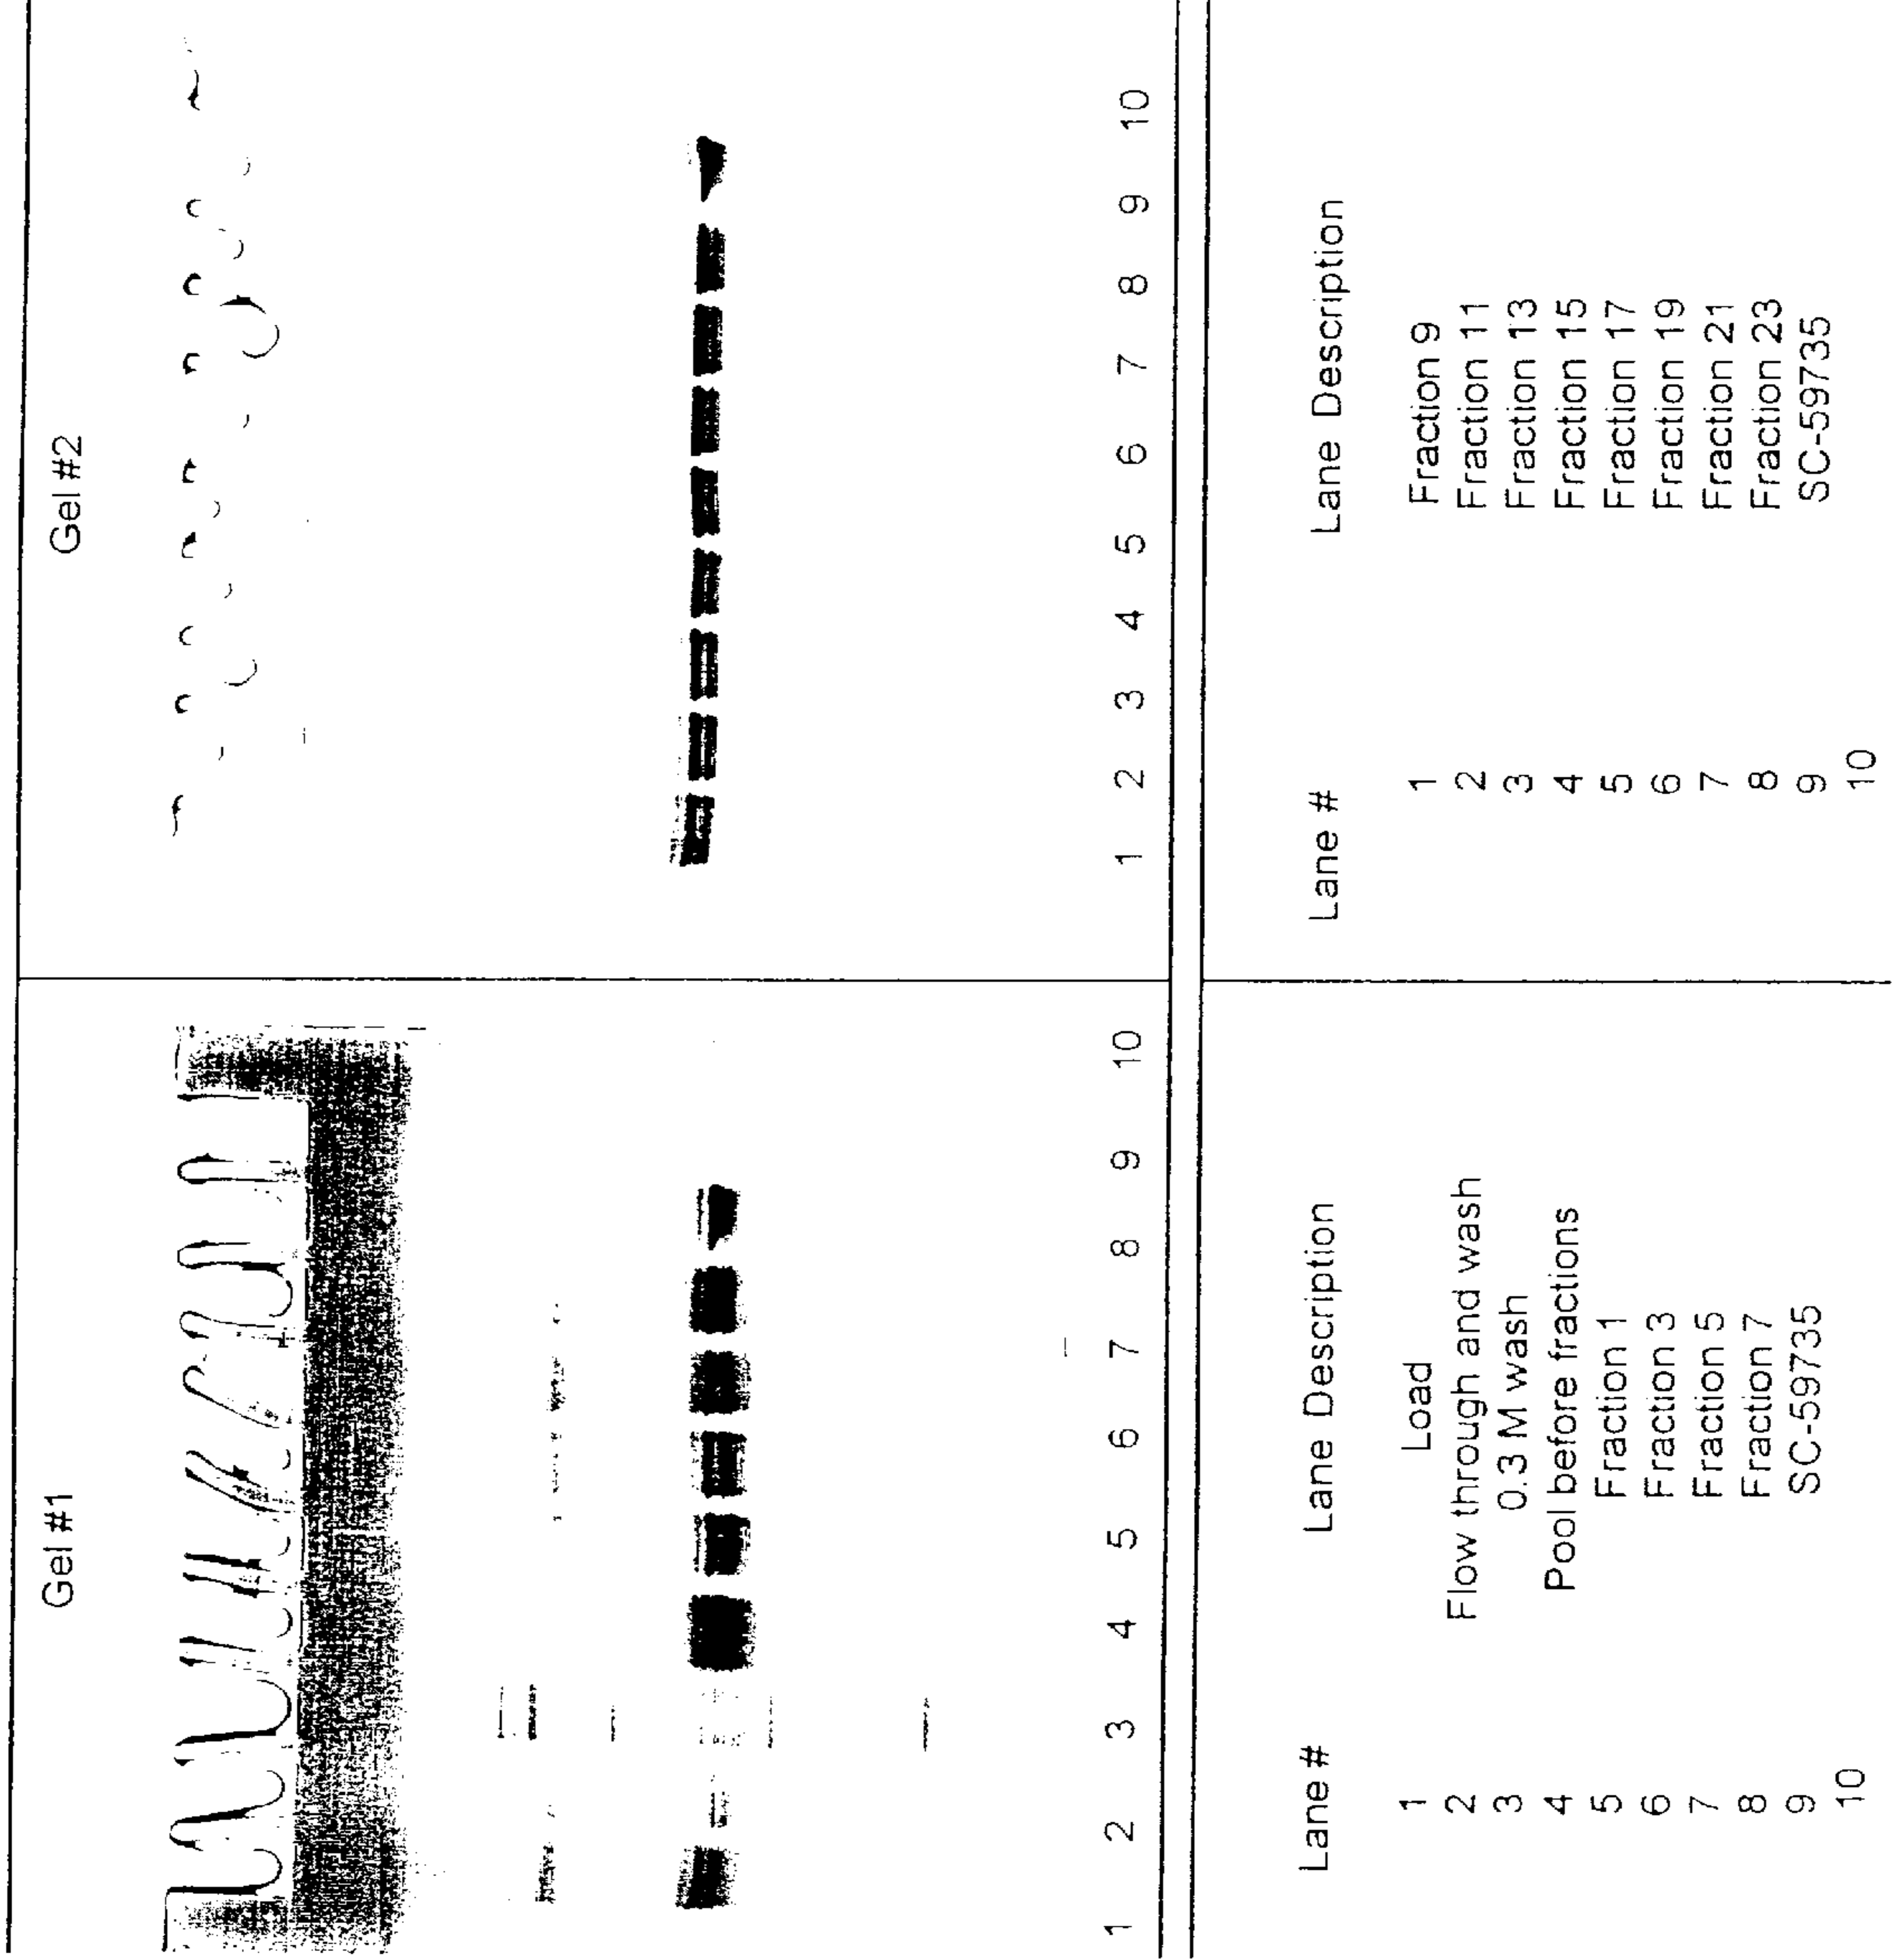 Gel #1
1 2 3 4 5 6 7 8 9 10
Lane # Lane Description
1 Load
2 Flow through and wash
3 0.3 M wash
4 Pool before fractions
5 Fraction 1
6 Fraction 3
7 Fraction 5
8 Fraction 7
9 SC-59735
10
Gel #2
1 2 3 4 5 6 7 8 9 10
Lane # Lane Description
1 Fraction 9
2 Fraction 11
3 Fraction 13
4 Fraction 15
5 Fraction 17
6 Fraction 19
7 Fraction 21
8 Fraction 23
9 SC-59735
10